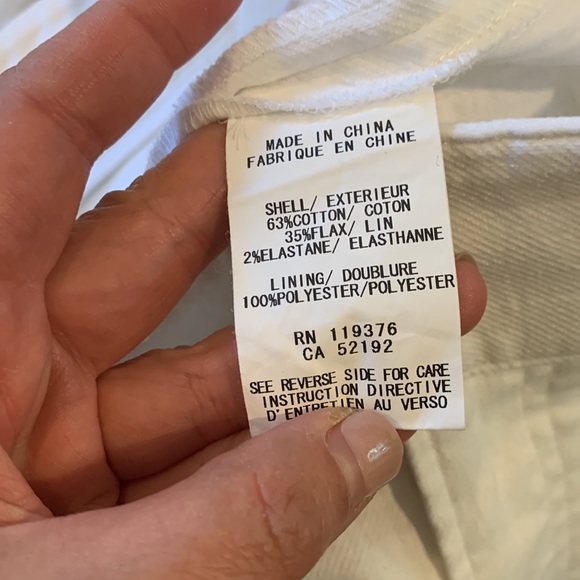 MADE IN CHINA
FABRIQUE EN CHINE
SHELL/ EXTERIEUR
63%COTTON/ COTON
35%FLAX/ LIN
2%ELASTANE/ ELASTHANNE
LINING/ DOUBLURE
100%POLYESTER/POLYESTER
RN 119376
CA 52192
SEE REVERSE SIDE FOR CARE
INSTRUCTION DIRECTIVE
D'ENTRETIEN AU VERSO